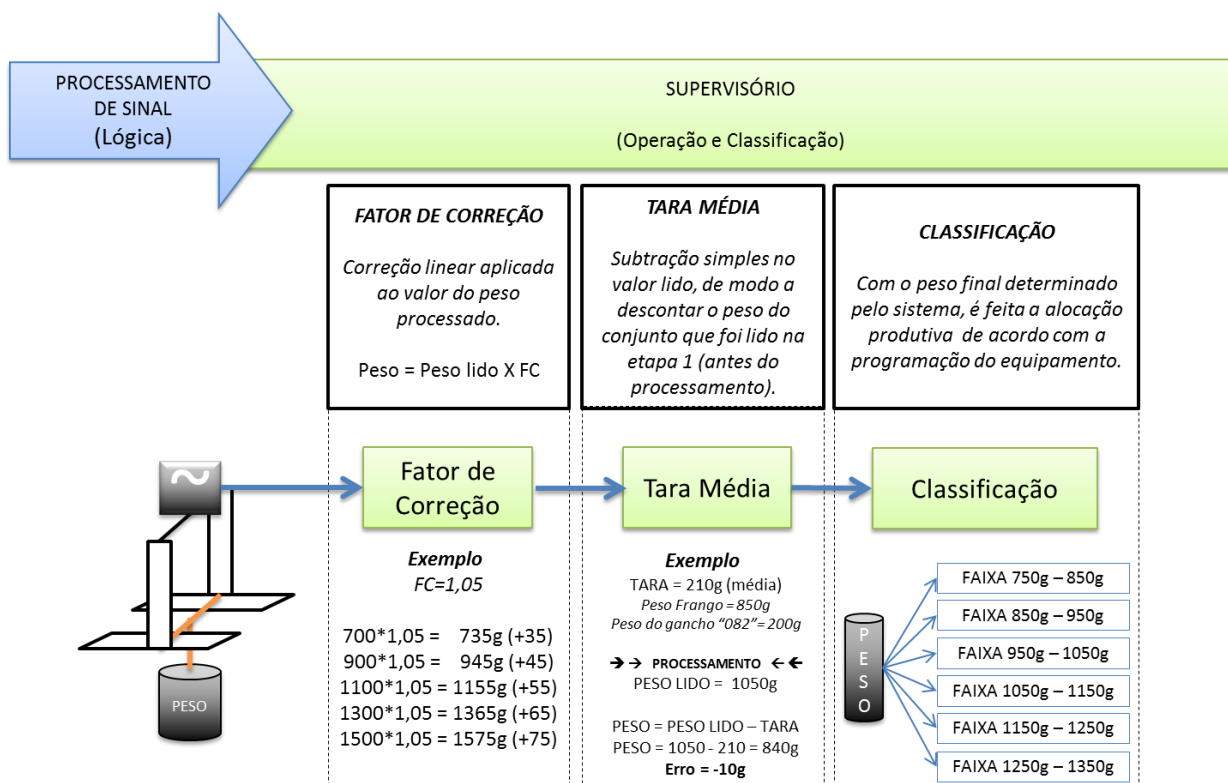 PROCESSAMENTO
DE SINAL
(Lógica)
SUPERVISÓRIO
(Operação e Classificação)
FATOR DE CORREÇÃO
Correção linear aplicada
ao valor do peso
processado.
Peso = Peso lido X FC
TARA MÉDIA
Subtração simples no
valor lido, de modo a
descontar o peso do
conjunto que foi lido na
etapa 1 (antes do
processamento).
CLASSIFICAÇÃO
Com o peso final determinado
pelo sistema, é feita a alocação
produtiva de acordo com a
programação do equipamento.
~
PESO
Fator de
Correção
Exemplo
FC=1,05
700*1,05 = 735g (+35)
900*1,05 = 945g (+45)
1100*1,05 = 1155g (+55)
1300*1,05 = 1365g (+65)
1500*1,05 = 1575g (+75)
Tara Média
Exemplo
TARA = 210g (média)
Peso Frango = 850g
Peso do gancho “082” = 200g
➔ ➔ PROCESSAMENTO 🡰 🡰
PESO LIDO = 1050g
PESO = PESO LIDO – TARA
PESO = 1050 - 210 = 840g
Erro = -10g
Classificação
PESO
FAIXA 750g – 850g
FAIXA 850g – 950g
FAIXA 950g – 1050g
FAIXA 1050g – 1150g
FAIXA 1150g – 1250g
FAIXA 1250g – 1350g